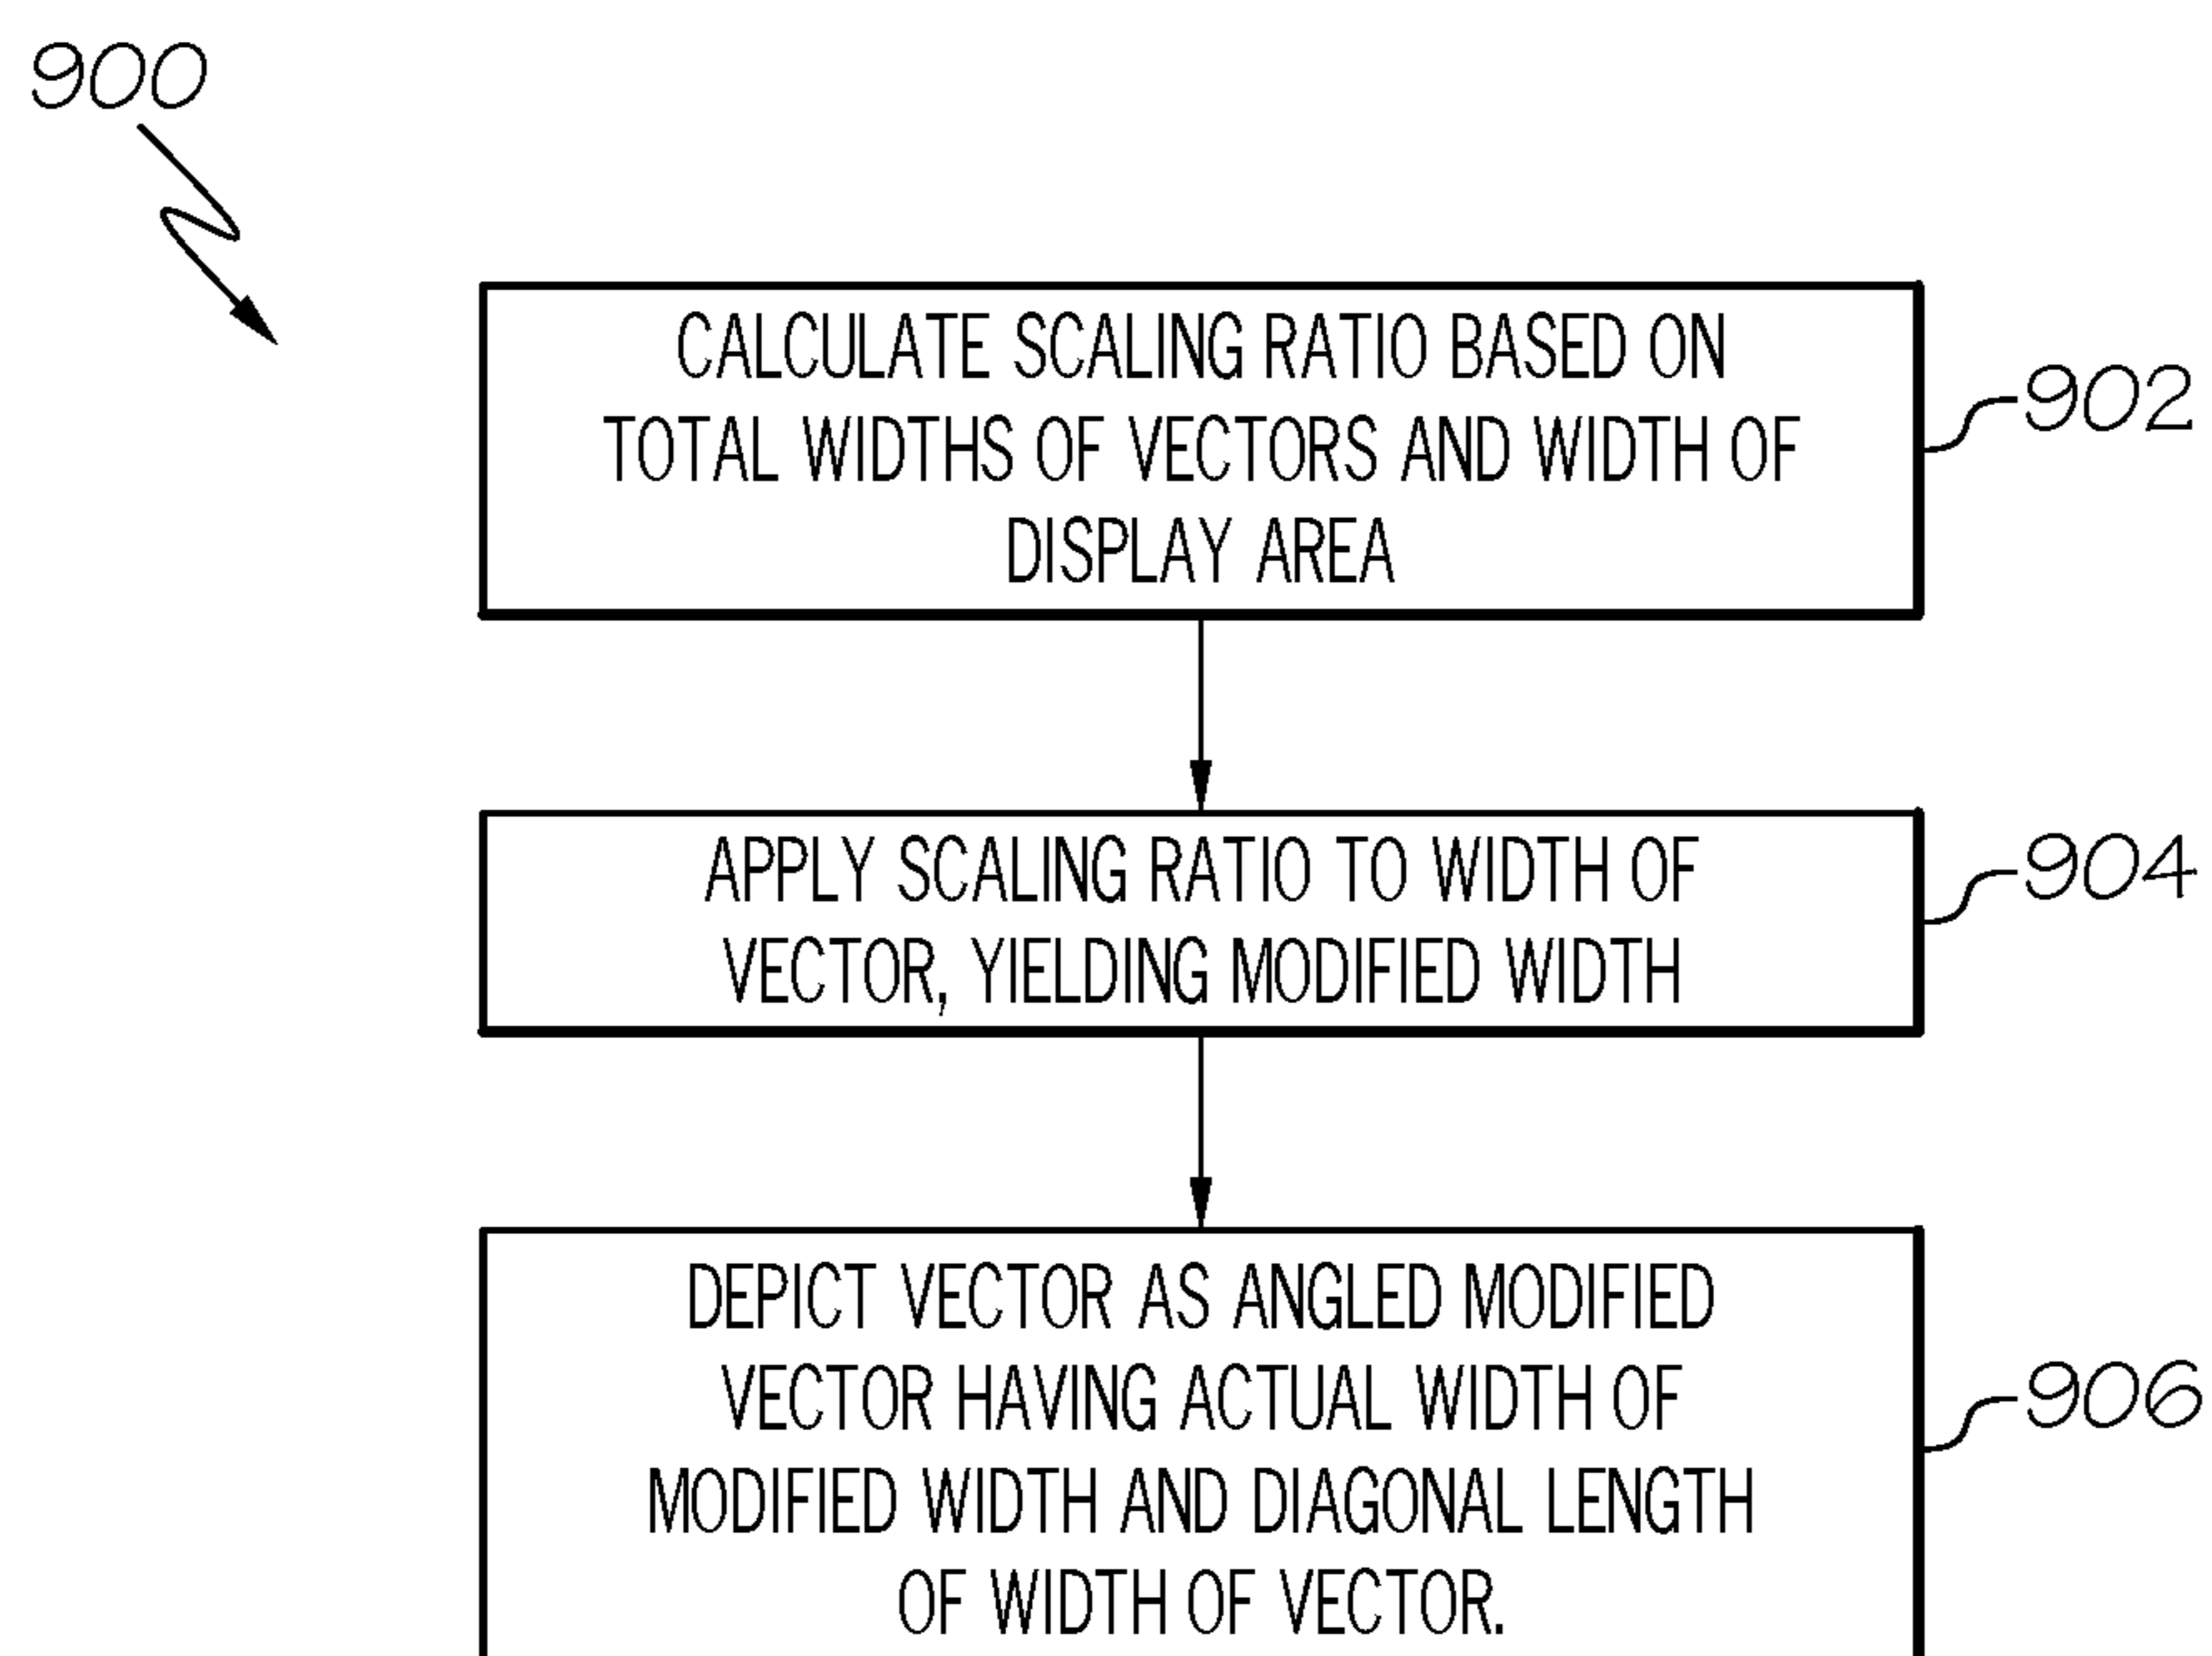 900
CALCULATE SCALING RATIO BASED ON
TOTAL WIDTHS OF VECTORS AND WIDTH OF
DISPLAY AREA
902
APPLY SCALING RATIO TO WIDTH OF
VECTOR, YIELDING MODIFIED WIDTH
904
DEPICT VECTOR AS ANGLED MODIFIED
VECTOR HAVING ACTUAL WIDTH OF
MODIFIED WIDTH AND DIAGONAL LENGTH
OF WIDTH OF VECTOR.
906